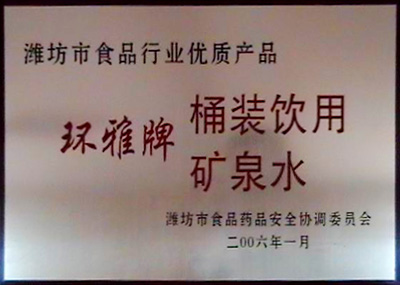 潍坊市食品行业优质产品
环雅牌
桶装饮用
矿泉水
潍坊市食品药品安全协调委员会
二00六年一月